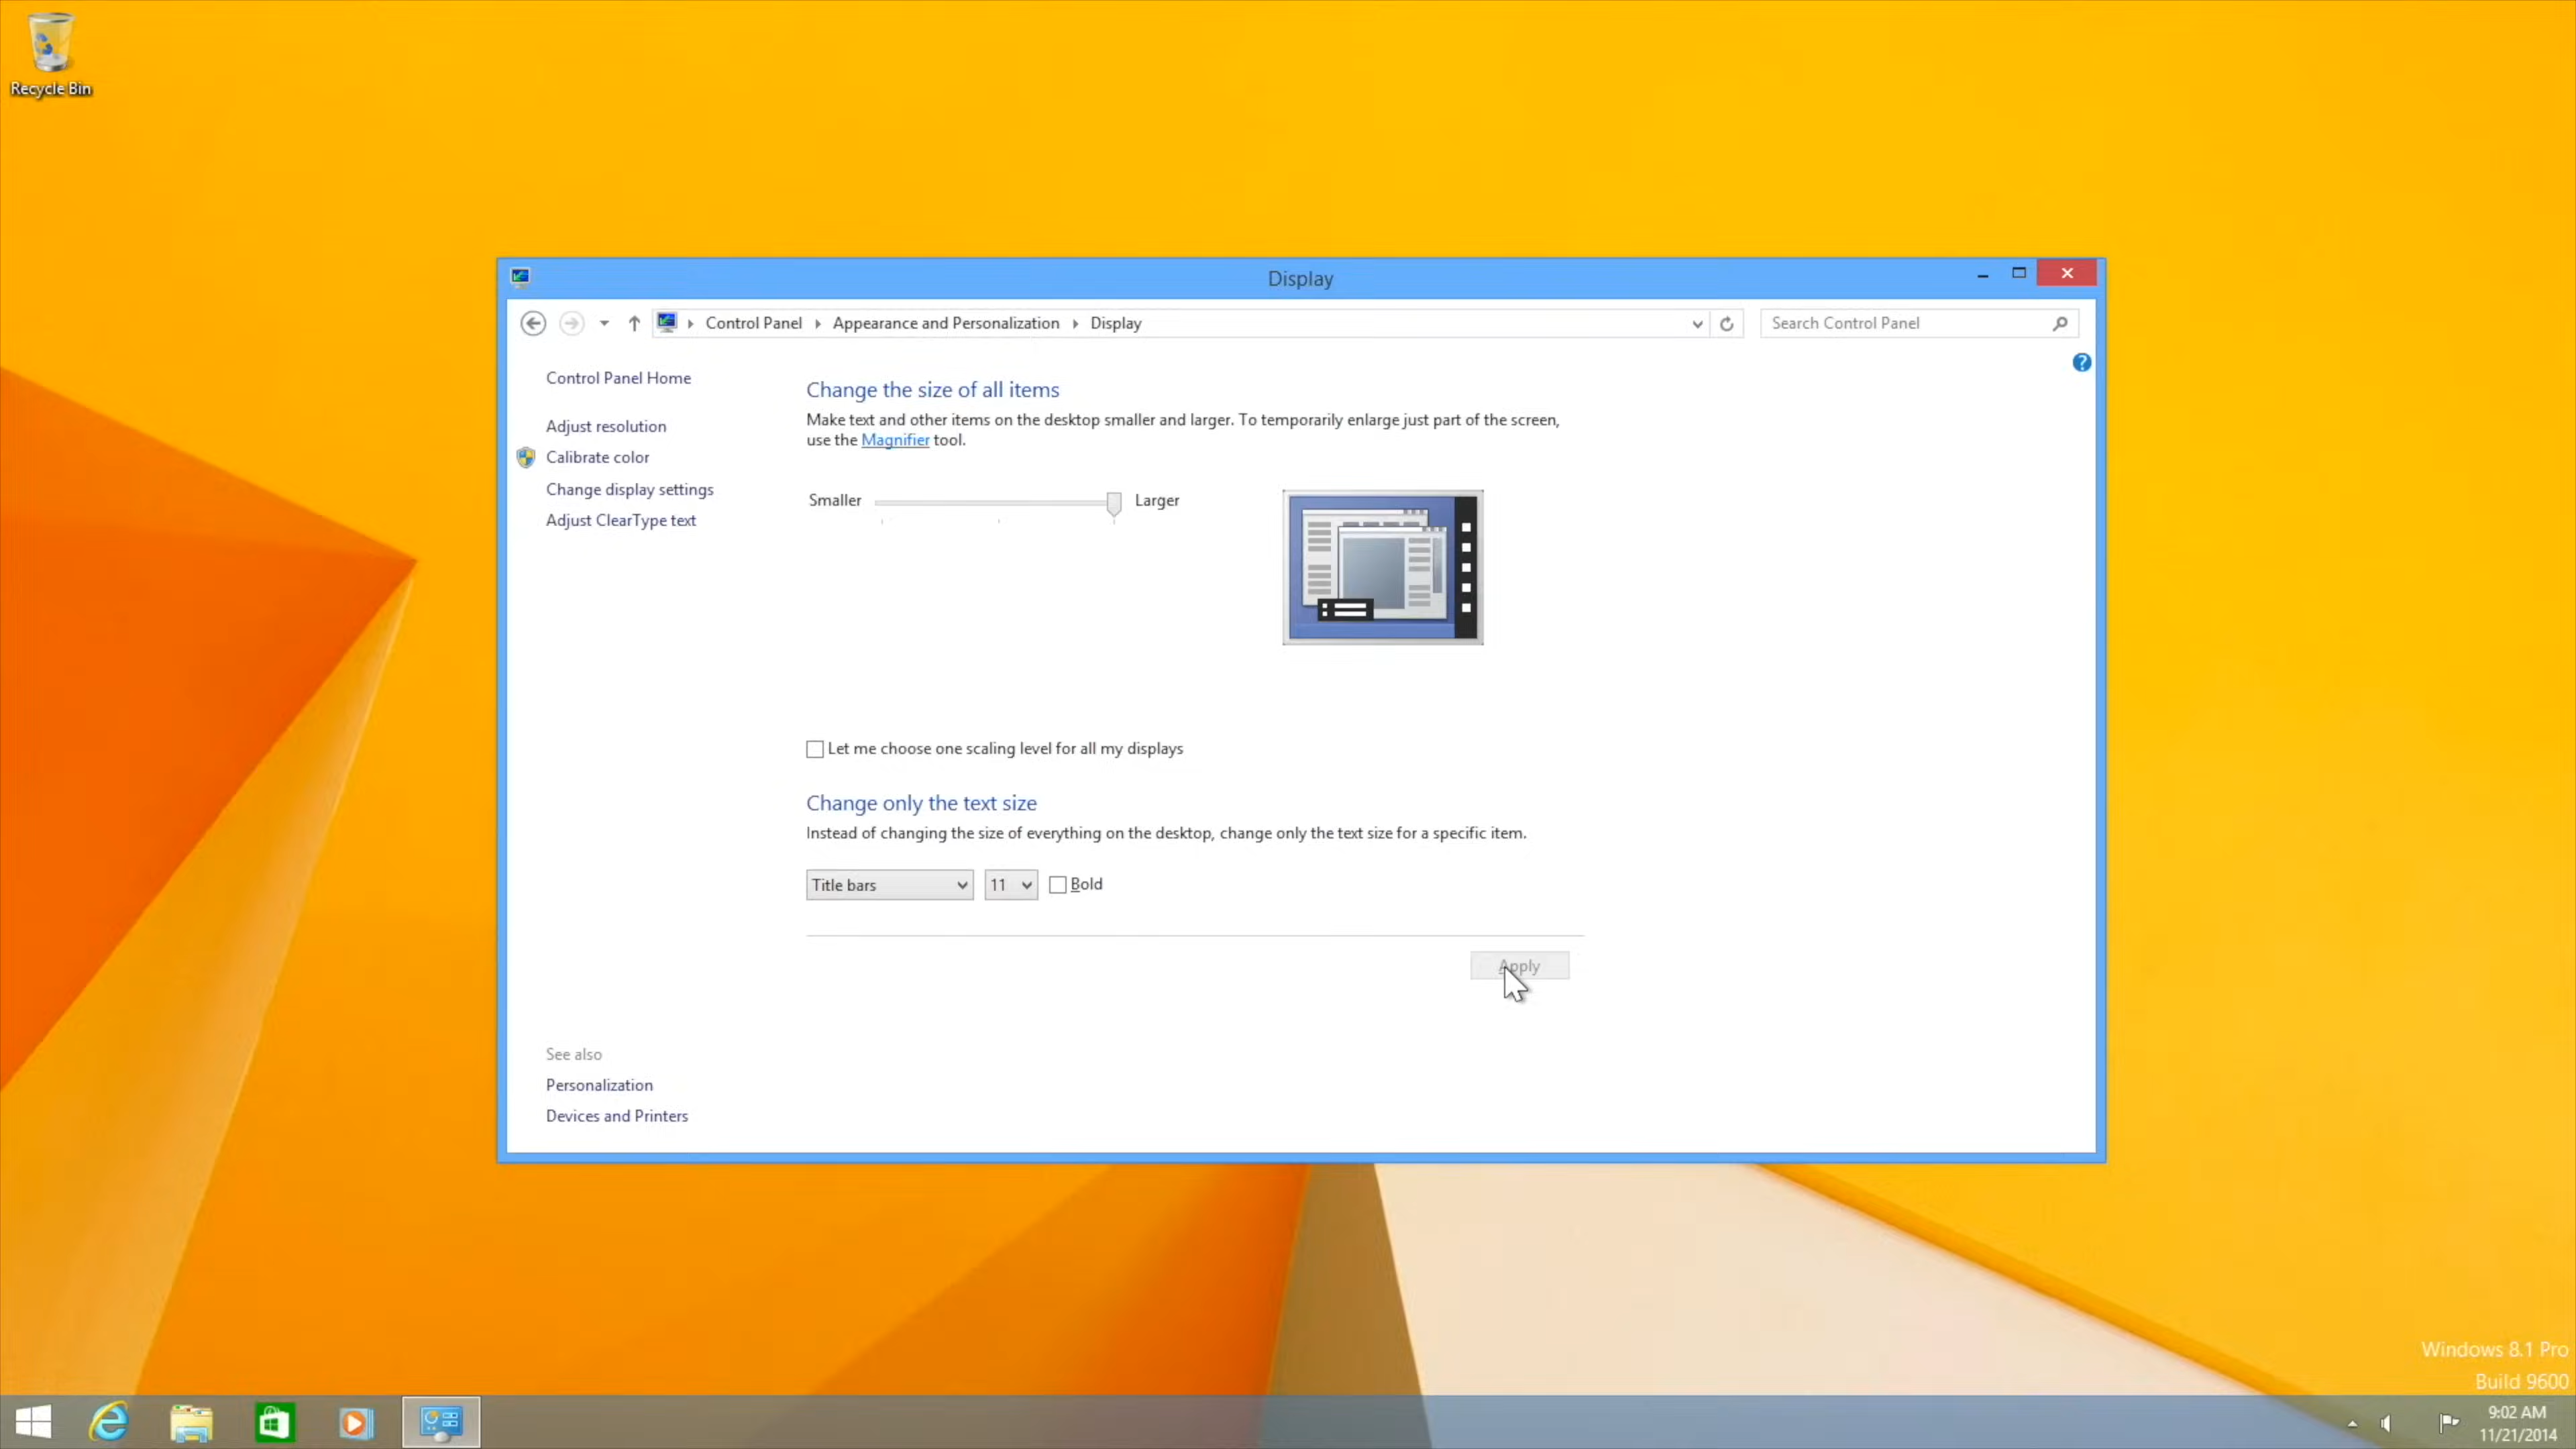 Recycle Bin
Display
Control Panel
Appearance and Personalization
Display
Search Control Panel
Control Panel Home
Adjust resolution
Calibrate color
Change display settings
Adjust ClearType text
Change the size of all items
Make text and other items on the desktop smaller and larger. To temporarily enlarge just part of the screen,
use the Magnifier tool.
Smaller
Larger
Let me choose one scaling level for all my displays
Change only the text size
Instead of changing the size of everything on the desktop, change only the text size for a specific item.
Title bars
11
Bold
Apply
See also
Personalization
Devices and Printers
Windows 8.1 Pro
Build 9600
9:02 AM
11/21/2014